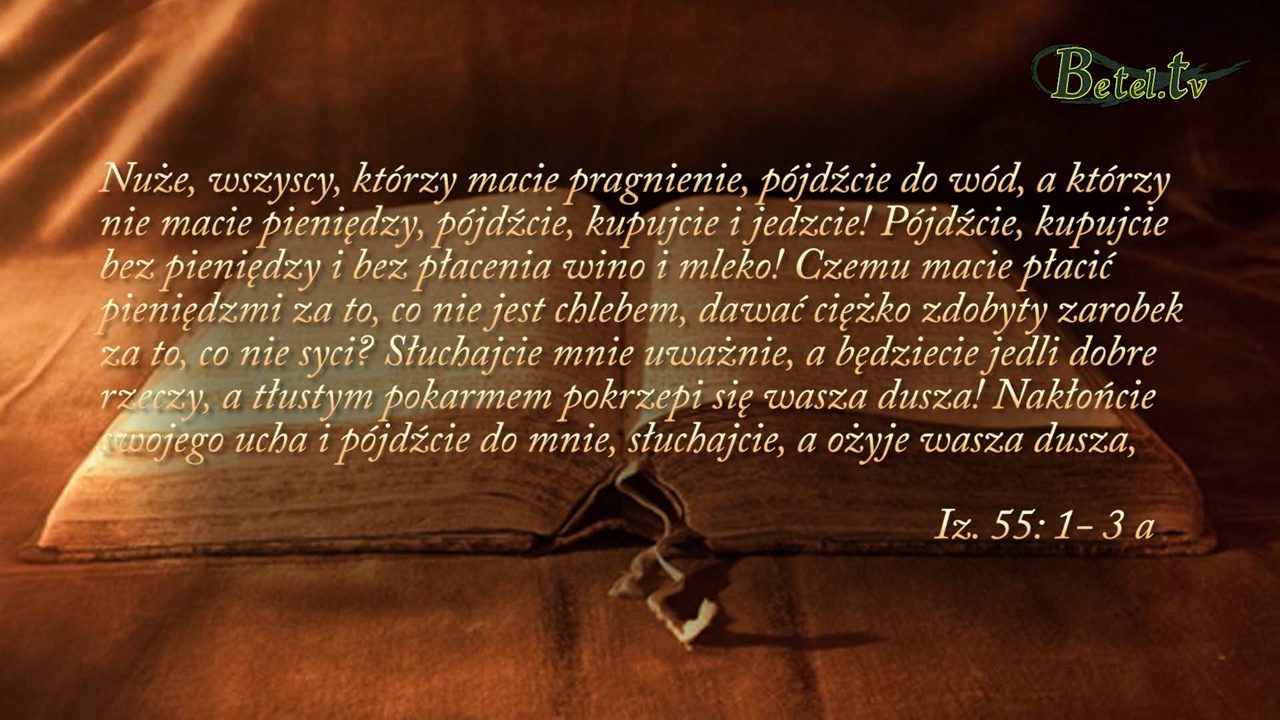 Betel.tv
Nuże, wszyscy, którzy macie pragnienie, pójdźcie do wód, a którzy
nie macie pieniędzy, pójdźcie, kupujcie i jedzcie! Pójdźcie, kupujcie
bez pieniędzy i bez płacenia wino i mleko! Czemu macie płacić
pieniędzmi za to, co nie jest chlebem, dawać ciężko zdobyty zarobek
za to, co nie syci? Słuchajcie mnie uważnie, a będziecie jedli dobre
rzeczy, a tłustym pokarmem pokrzepi się wasza dusza! Nakłońcie
swojego ucha i pójdźcie do mnie, słuchajcie, a ożyje wasza dusza,
Iz. 55: 1- 3 a